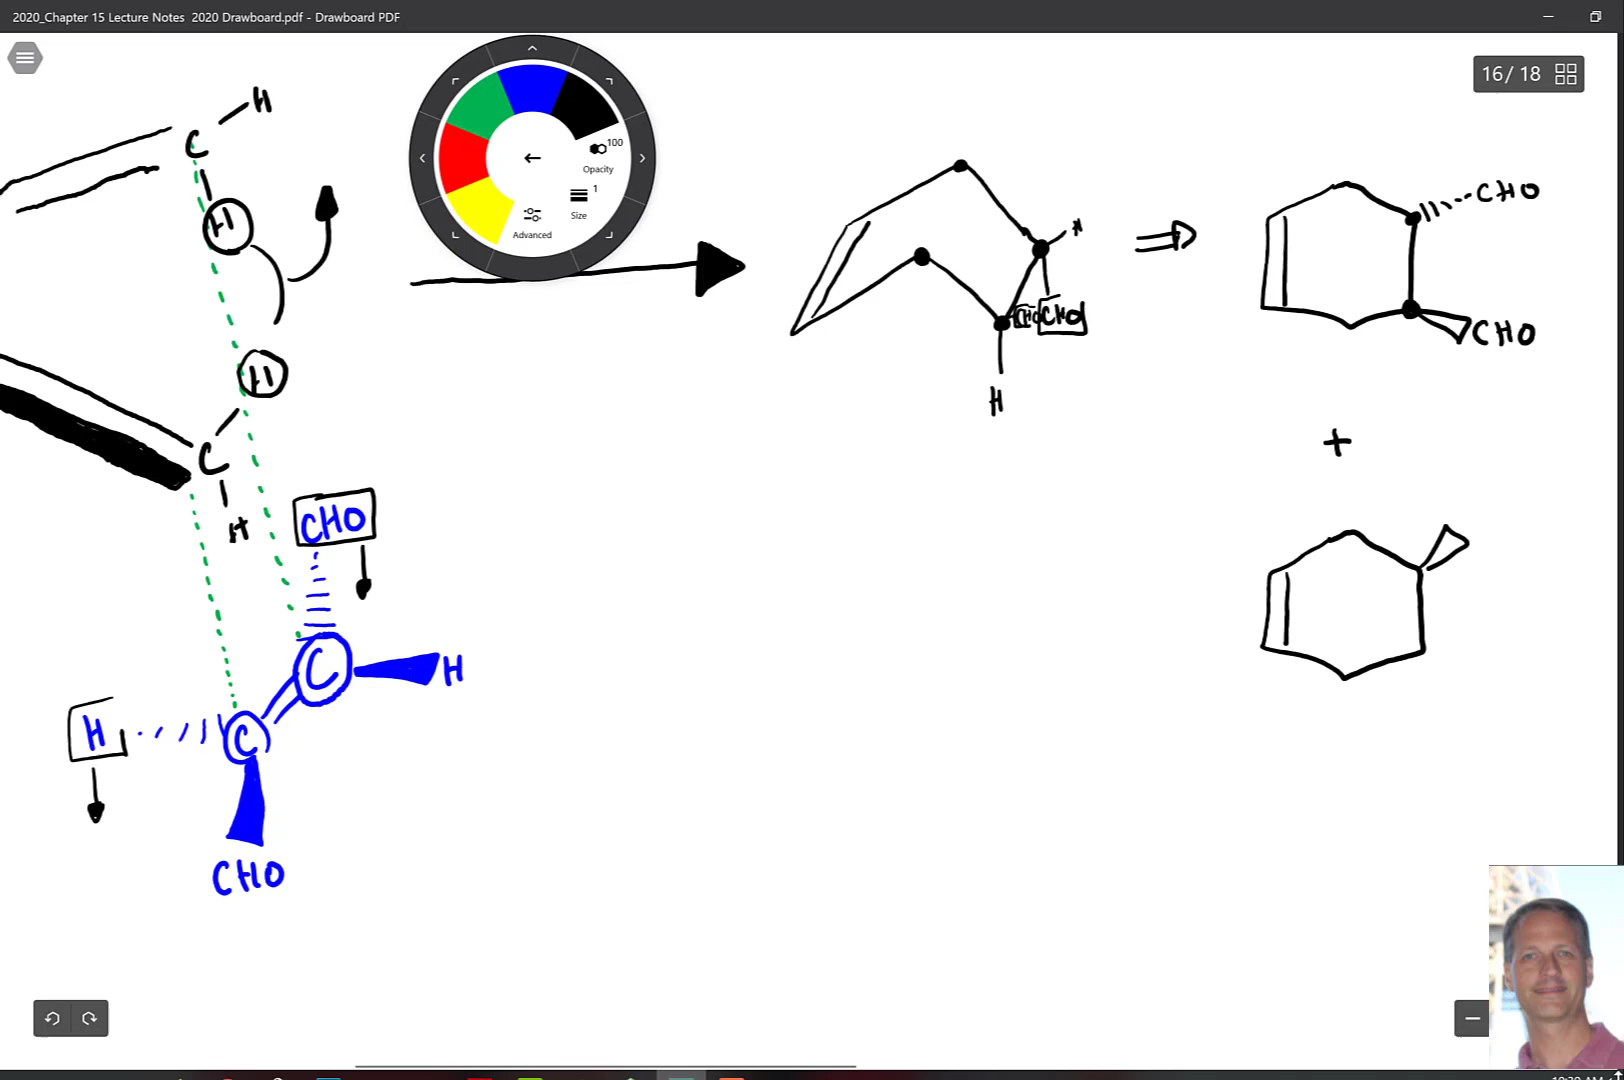 2020_Chapter 15 Lecture Notes  2020 Drawboard.pdf - Drawboard PDF
16 / 18
100
Opacity
1
Size
Advanced
C
H
H
H
C
H
CHO
C
H
H
C
CHO
H
CHO
CHO
H
CHO
CHO
+